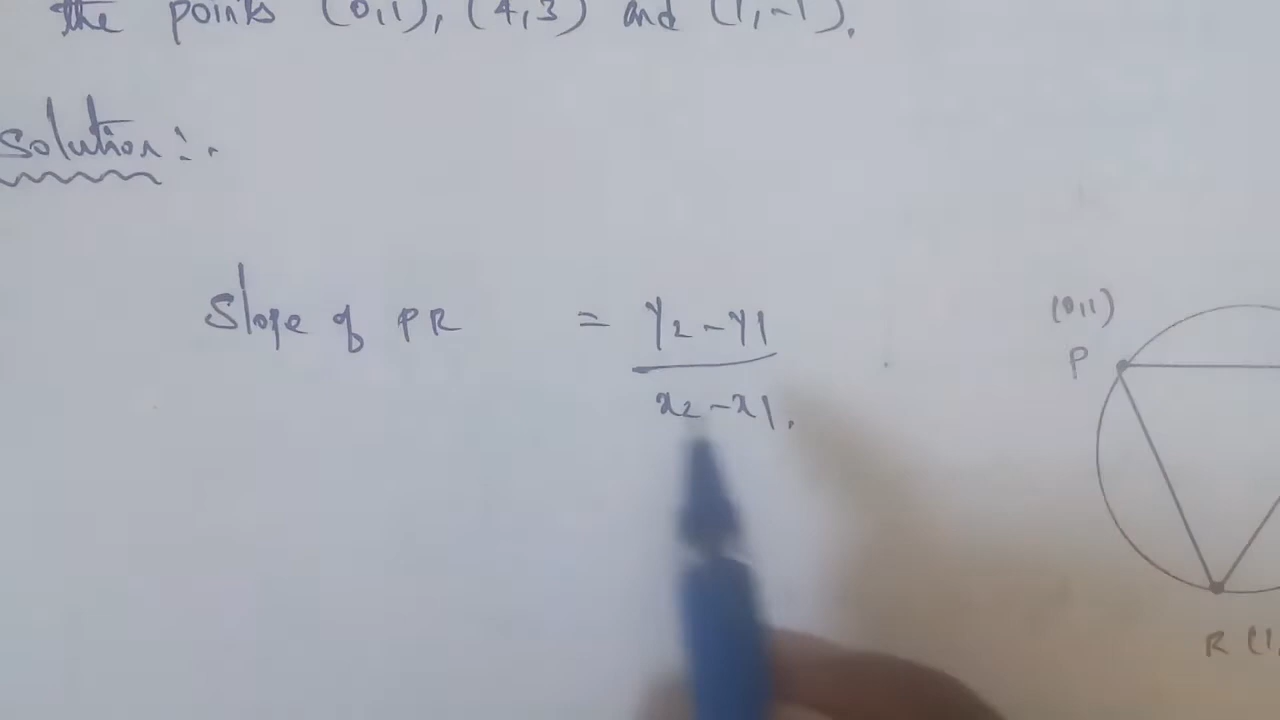 the points (0,1), (4,3) and (1,-1).
Solution:.
Slope of PR = y2-y1
x2-x1.
(0,1)
P
R (1,